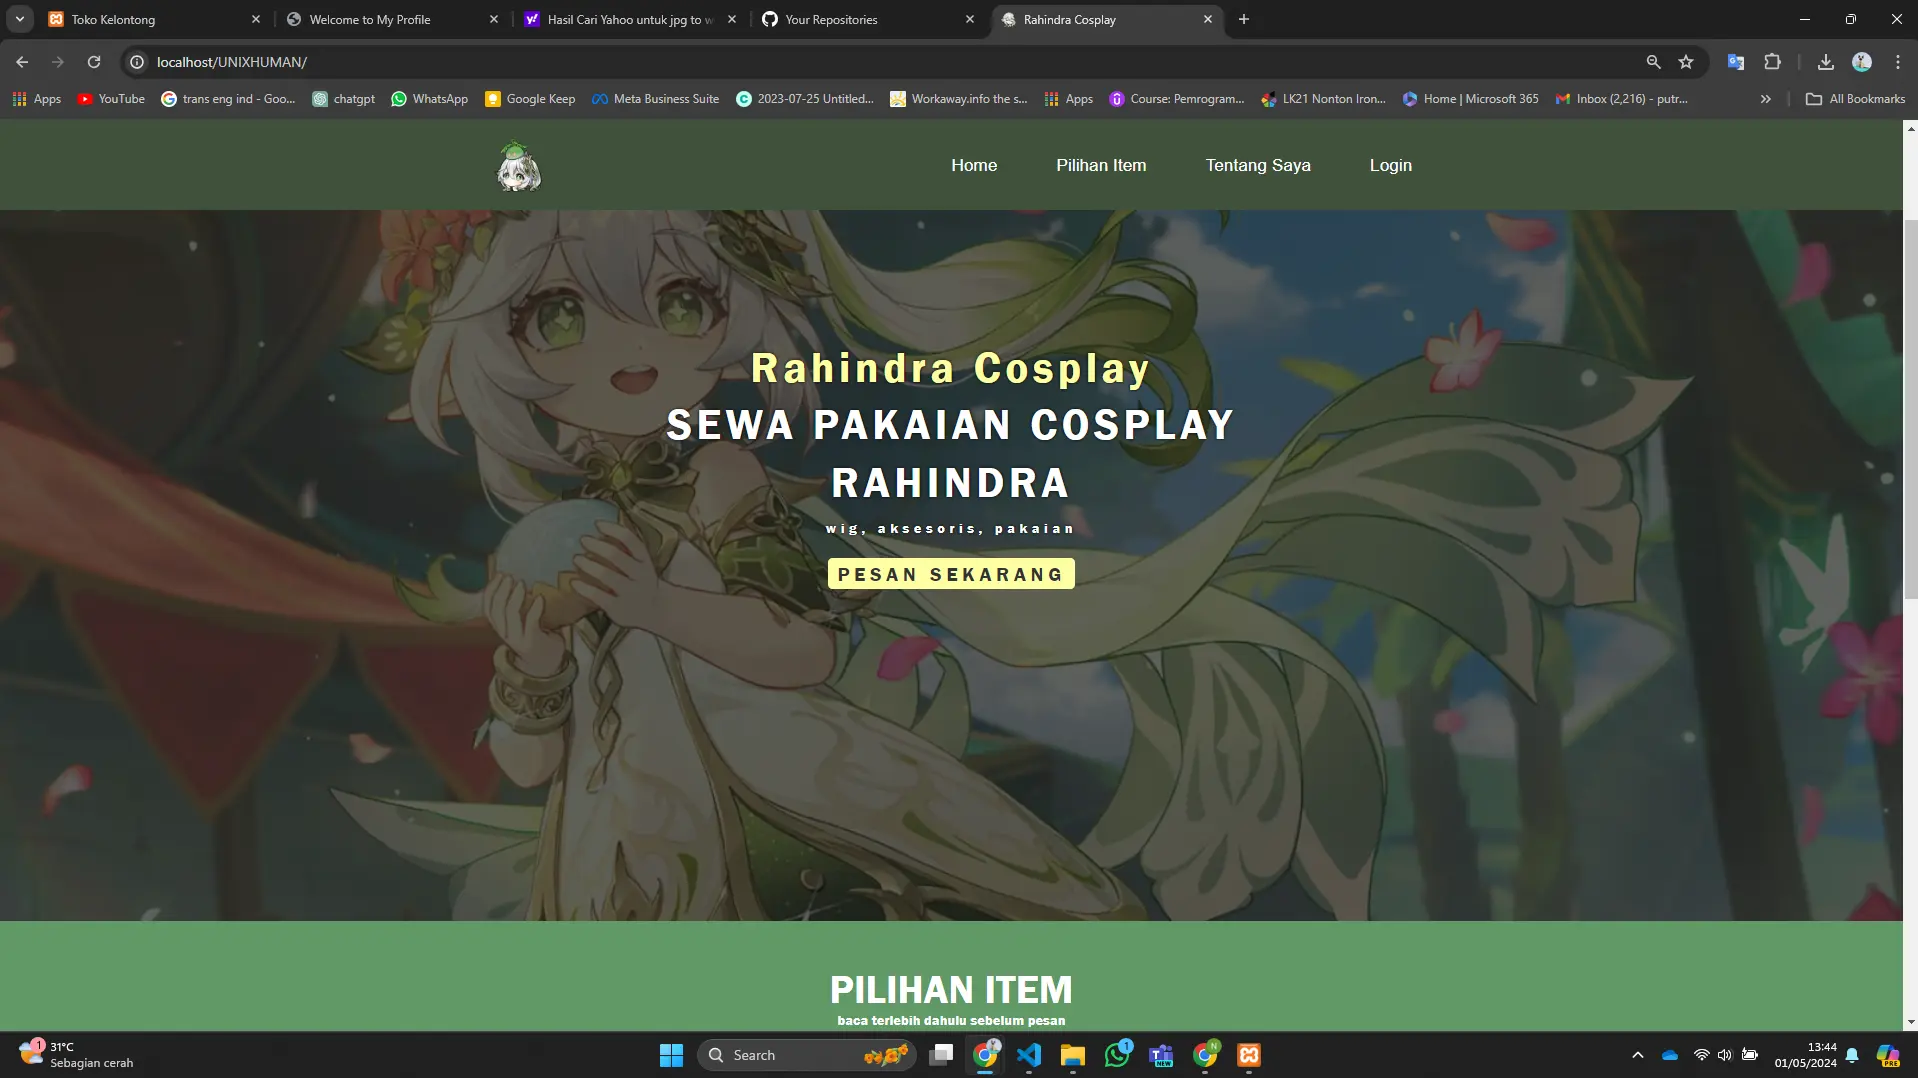 Toko Kelontong
Welcome to My Profile
Hasil Cari Yahoo untuk jpg to w
Your Repositories
Rahindra Cosplay
localhost/UNIXHUMAN/
Apps
YouTube
trans eng ind - Goo...
chatgpt
WhatsApp
Google Keep
Meta Business Suite
2023-07-25 Untitled...
Workaway.info the s...
Apps
Course: Pemrogram...
LK21 Nonton Iron...
Home | Microsoft 365
Inbox (2,216) - putr...
All Bookmarks
Home
Pilihan Item
Tentang Saya
Login
Rahindra Cosplay
SEWA PAKAIAN COSPLAY
RAHINDRA
wig, aksesoris, pakaian
PESAN SEKARANG
PILIHAN ITEM
baca terlebih dahulu sebelum pesan
1
31°C
Sebagian cerah
Search
1
NEW
N
13:44
01/05/2024
PRE